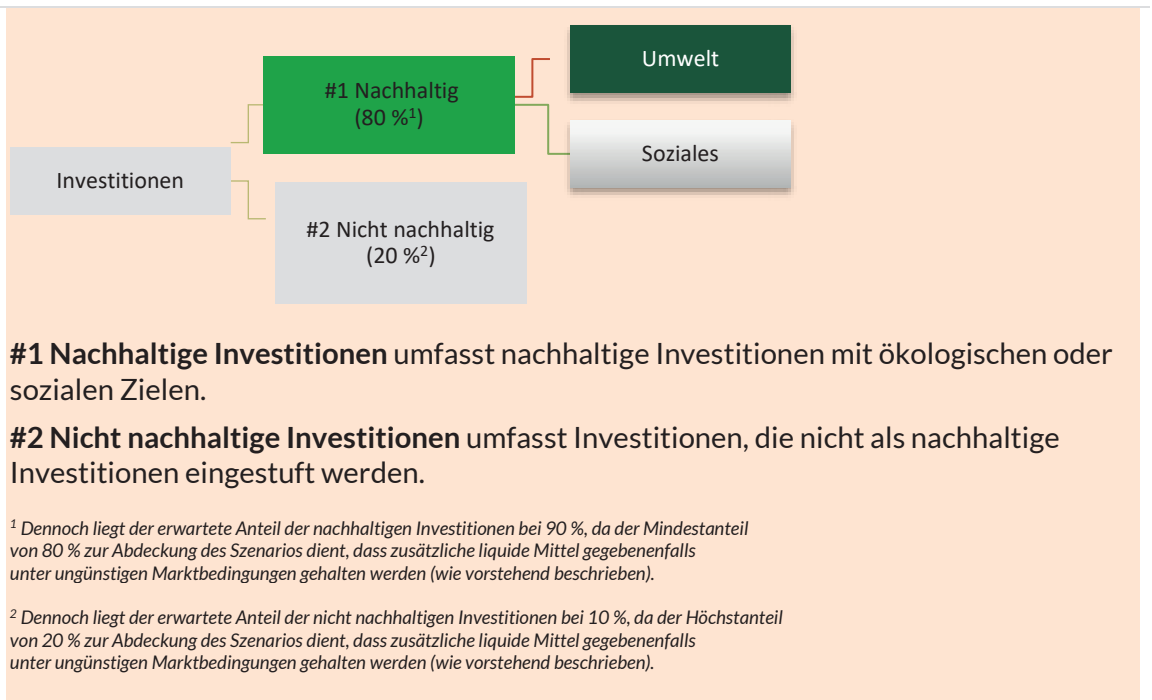 Umwelt
#1 Nachhaltig
(80 %¹)
Soziales
Investitionen
#2 Nicht nachhaltig
(20 %²)
#1 Nachhaltige Investitionen umfasst nachhaltige Investitionen mit ökologischen oder
sozialen Zielen.
#2 Nicht nachhaltige Investitionen umfasst Investitionen, die nicht als nachhaltige
Investitionen eingestuft werden.
¹ Dennoch liegt der erwartete Anteil der nachhaltigen Investitionen bei 90 %, da der Mindestanteil
von 80 % zur Abdeckung des Szenarios dient, dass zusätzliche liquide Mittel gegebenenfalls
unter ungünstigen Marktbedingungen gehalten werden (wie vorstehend beschrieben).
² Dennoch liegt der erwartete Anteil der nicht nachhaltigen Investitionen bei 10 %, da der Höchstanteil
von 20 % zur Abdeckung des Szenarios dient, dass zusätzliche liquide Mittel gegebenenfalls
unter ungünstigen Marktbedingungen gehalten werden (wie vorstehend beschrieben).